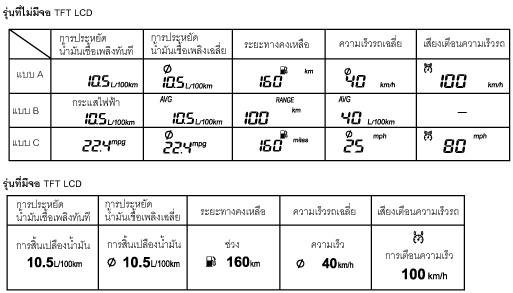 รุ่นที่ไม่มีจอ TFT LCD
การประหยัด
น้ำมันเชื้อเพลิงทันที
การประหยัด
น้ำมันเชื้อเพลิงเฉลี่ย
ระยะทางคงเหลือ
ความเร็วรถเฉลี่ย
เสียงเตือนความเร็วรถ
แบบ A
10.5 L/100km
Ø
10.5 L/100km
160 km
Ø
40 km/h
100 km/h
แบบ B
กระแสไฟฟ้า
10.5 L/100km
AVG
10.5 L/100km
RANGE
100 km
AVG
40 L/100km
—
แบบ C
22.4 mpg
Ø
22.4 mpg
160 miles
Ø
25 mph
80 mph
รุ่นที่มีจอ TFT LCD
การประหยัด
น้ำมันเชื้อเพลิงทันที
การประหยัด
น้ำมันเชื้อเพลิงเฉลี่ย
ระยะทางคงเหลือ
ความเร็วรถเฉลี่ย
เสียงเตือนความเร็วรถ
การสิ้นเปลืองน้ำมัน
10.5L/100km
การสิ้นเปลืองน้ำมัน
Ø 10.5L/100km
ช่วง
160km
ความเร็ว
Ø 40km/h
การเตือนความเร็ว
100 km/h